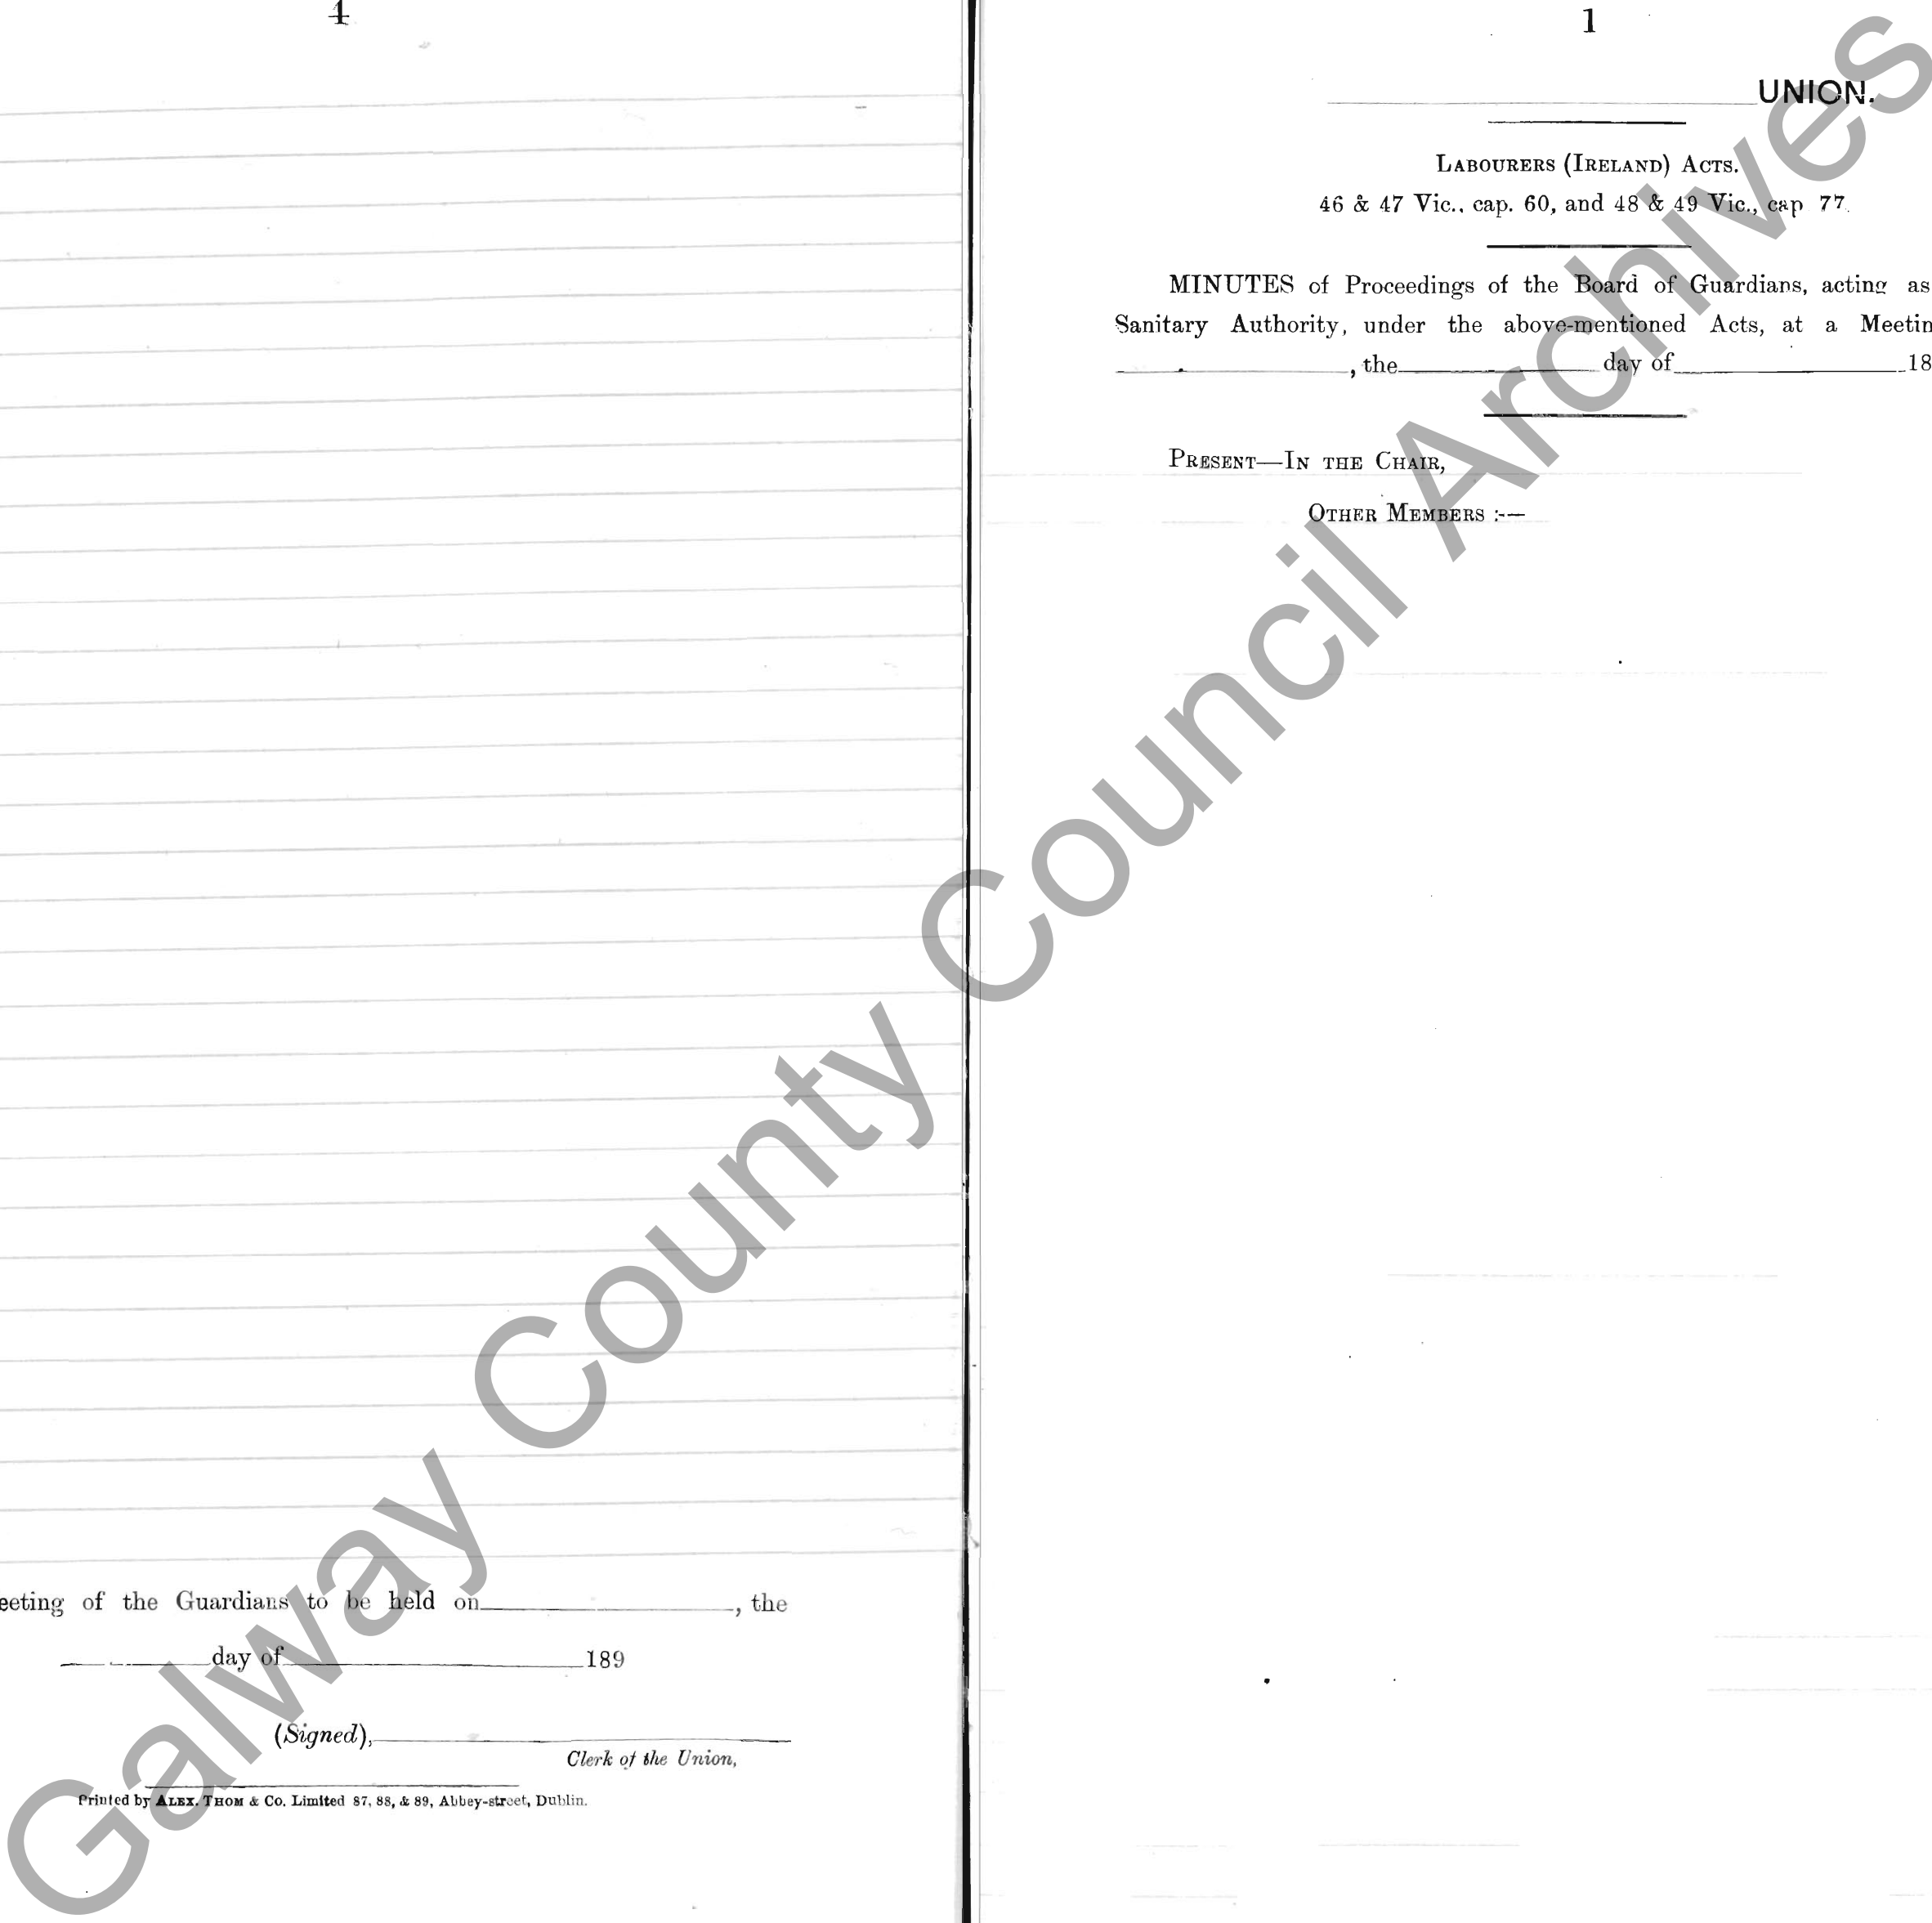 4
eeting of the Guardians to be held on , the
day of 189
(Signed),
Clerk of the Union,
Printed by ALEX. THOM & Co. Limited 87, 88, & 89, Abbey-street, Dublin.
1
UNION.
LABOURERS (IRELAND) ACTS.
46 & 47 Vic., cap. 60, and 48 & 49 Vic., cap 77.
MINUTES of Proceedings of the Board of Guardians, acting as
Sanitary Authority, under the above-mentioned Acts, at a Meetin
, the day of 18
PRESENT—IN THE CHAIR,
OTHER MEMBERS :—
Galway County Council Archives